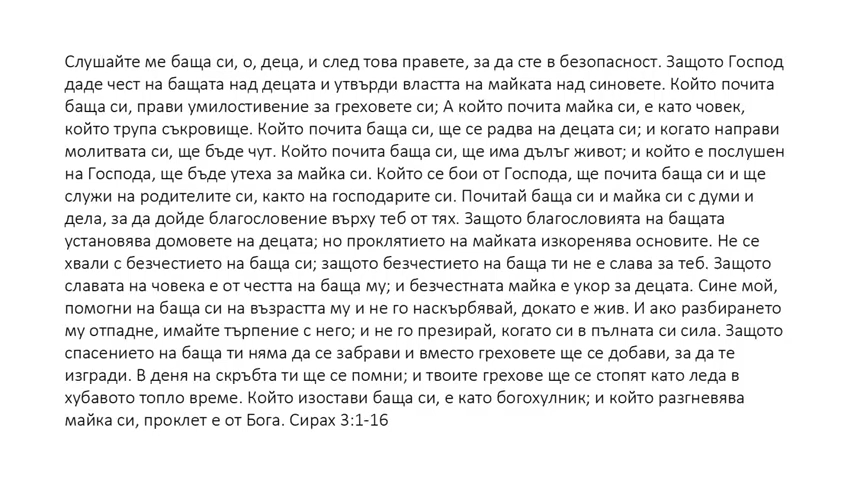 Слушайте ме баща си, о, деца, и след това правете, за да сте в безопасност. Защото Господ
даде чест на бащата над децата и утвърди властта на майката над синовете. Който почита
баща си, прави умилостивение за греховете си; А който почита майка си, е като човек,
който трупа съкровище. Който почита баща си, ще се радва на децата си; и когато направи
молитвата си, ще бъде чут. Който почита баща си, ще има дълъг живот; и който е послушен
на Господа, ще бъде утеха за майка си. Който се бои от Господа, ще почита баща си и ще
служи на родителите си, както на господарите си. Почитай баща си и майка си с думи и
дела, за да дойде благословение върху теб от тях. Защото благословията на бащата
установява домовете на децата; но проклятието на майката изкоренява основите. Не се
хвали с безчестието на баща си; защото безчестието на баща ти не е слава за теб. Защото
славата на човека е от честта на баща му; и безчестната майка е укор за децата. Сине мой,
помогни на баща си на възрастта му и не го наскърбявай, докато е жив. И ако разбирането
му отпадне, имайте търпение с него; и не го презирай, когато си в пълната си сила. Защото
спасението на баща ти няма да се забрави и вместо греховете ще се добави, за да те
изгради. В деня на скръбта ти ще се помни; и твоите грехове ще се стопят като леда в
хубавото топло време. Който изостави баща си, е като богохулник; и който разгневява
майка си, проклет е от Бога. Сирах 3:1-16